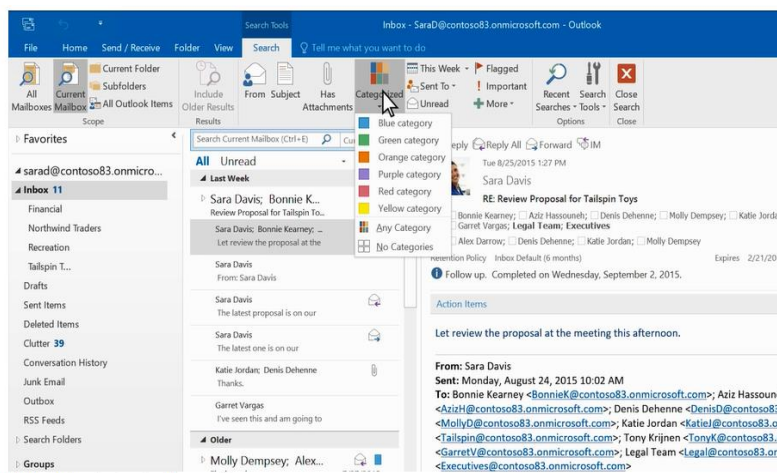 Search Tools
Inbox - SaraD@contoso83.onmicrosoft.com - Outlook
File Home Send / Receive Folder View Search Tell me what you want to do
All Mailboxes
Current Mailbox
Current Folder
Subfolders
All Outlook Items
Scope
Include Older Results
Results
From
Subject
Has Attachments
Categorized
This Week
Sent To
Unread
Flagged
Important
More
Recent Searches
Search Tools
Options
Close Search
Close
Blue category
Green category
Orange category
Purple category
Red category
Yellow category
Any Category
No Categories
Favorites
sarad@contoso83.onmicro...
Inbox 11
Financial
Northwind Traders
Recreation
Tailspin T...
Drafts
Sent Items
Deleted Items
Clutter 39
Conversation History
Junk Email
Outbox
RSS Feeds
Search Folders
Groups
Search Current Mailbox (Ctrl+E)
All Unread
Last Week
Sara Davis; Bonnie K...
Review Proposal for Tailspin To...
Sara Davis; Bonnie Kearney; ...
Let review the proposal at the
Sara Davis
From: Sara Davis
Sara Davis
The latest proposal is on our
Sara Davis
The latest one is on our
Katie Jordan; Denis Dehenne
Thanks.
Garret Vargas
I've seen this and am going to
Older
Molly Dempsey; Alex...
Reply All Forward IM
Tue 8/25/2015 1:27 PM
Sara Davis
RE: Review Proposal for Tailspin Toys
Bonnie Kearney; Aziz Hassouneh; Denis Dehenne; Molly Dempsey; Katie Jorda
Garret Vargas; Legal Team; Executives
Alex Darrow; Denis Dehenne; Katie Jordan; Molly Dempsey
Retention Policy Inbox Default (6 months) Expires 2/21/20
Follow up. Completed on Wednesday, September 2, 2015.
Action Items
Let review the proposal at the meeting this afternoon.
From: Sara Davis
Sent: Monday, August 24, 2015 10:02 AM
To: Bonnie Kearney <BonnieK@contoso83.onmicrosoft.com>; Aziz Hassoun
<AzizH@contoso83.onmicrosoft.com>; Denis Dehenne <DenisD@contoso83.
<MollyD@contoso83.onmicrosoft.com>; Katie Jordan <KatieJ@contoso83.o
<Tailspin@contoso83.onmicrosoft.com>; Tony Krijnen <TonyK@contoso83.o
<GarretV@contoso83.onmicrosoft.com>; Legal Team <Legal@contoso83.on
<Executives@contoso83.onmicrosoft.com>